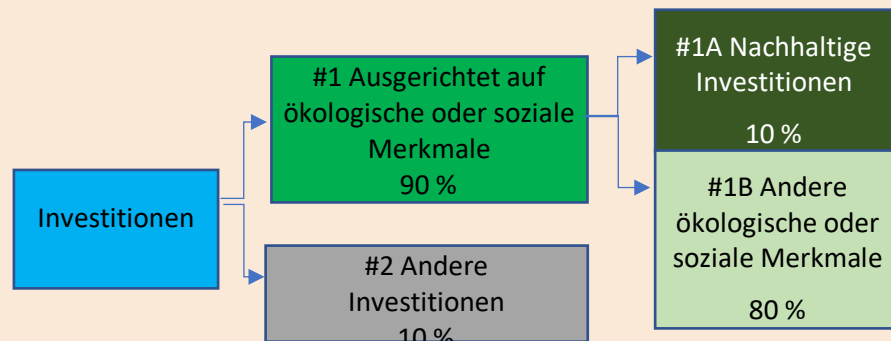 Investitionen
#1 Ausgerichtet auf
ökologische oder soziale
Merkmale
90 %
#2 Andere
Investitionen
10 %
#1A Nachhaltige
Investitionen
10 %
#1B Andere
ökologische oder
soziale Merkmale
80 %